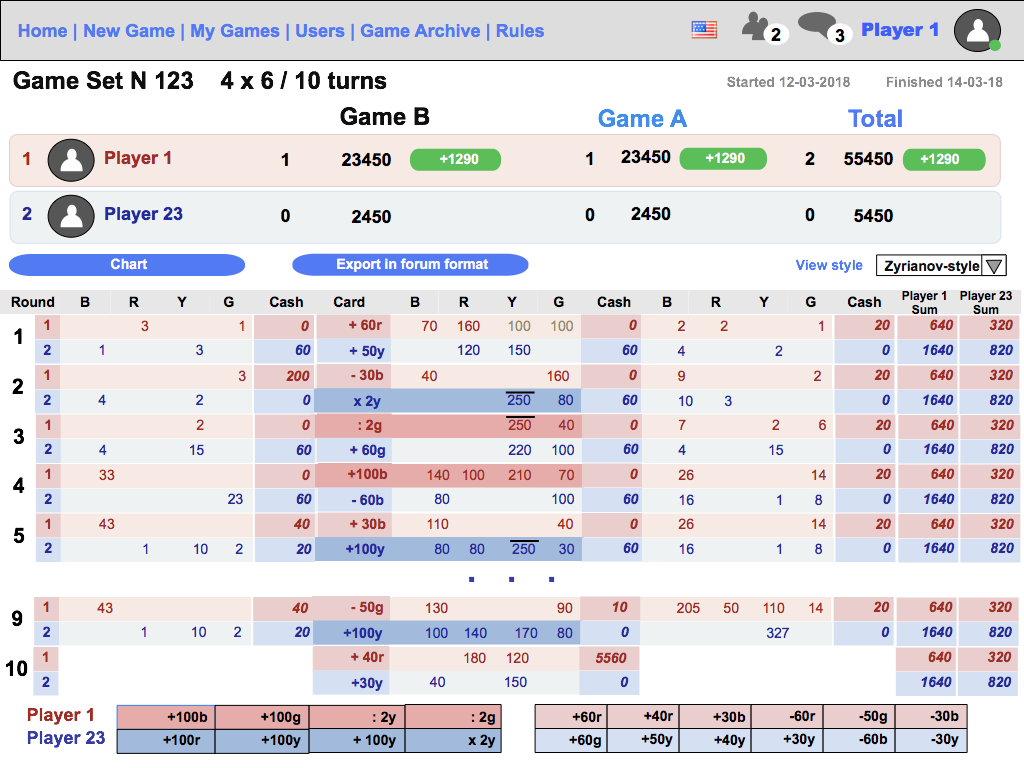 Home | New Game | My Games | Users | Game Archive | Rules 2 3 Player 1
Game Set N 123 4 x 6 / 10 turns Started 12-03-2018 Finished 14-03-18
Game B Game A Total
1 Player 1 1 23450 +1290 1 23450 +1290 2 55450 +1290
2 Player 23 0 2450 0 2450 0 5450
Chart Export in forum format View style Zyrianov-style
Round B R Y G Cash Card B R Y G Cash B R Y G Cash Player 1 Sum Player 23 Sum
1 1 3 1 0 + 60r 70 160 100 100 0 2 2 1 20 640 320
2 1 3 60 + 50y 120 150 60 4 2 0 1640 820
2 1 3 200 - 30b 40 160 0 9 2 20 640 320
2 4 2 0 x 2y 250 80 60 10 3 0 1640 820
3 1 2 0 : 2g 250 40 0 7 2 6 20 640 320
2 4 15 60 + 60g 220 100 60 4 15 0 1640 820
4 1 33 0 +100b 140 100 210 70 0 26 14 20 640 320
2 23 60 - 60b 80 100 60 16 1 8 0 1640 820
5 1 43 40 + 30b 110 40 0 26 14 20 640 320
2 1 10 2 20 +100y 80 80 250 30 60 16 1 8 0 1640 820
. . .
9 1 43 40 - 50g 130 90 10 205 50 110 14 20 640 320
2 1 10 2 20 +100y 100 140 170 80 0 327 0 1640 820
10 1 + 40r 180 120 5560 640 320
2 +30y 40 150 0 1640 820
Player 1 +100b +100g : 2y : 2g +60r +40r +30b -60r -50g -30b
Player 23 +100r +100y + 100y x 2y +60g +50y +40y +30y -60b -30y